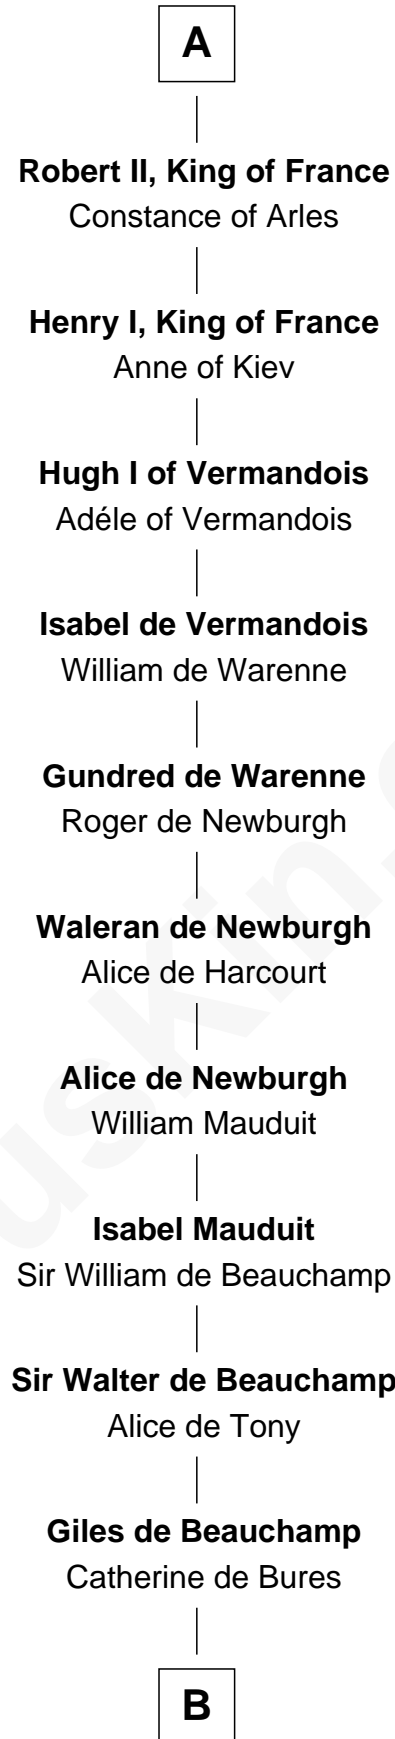 A
Robert II, King of France
Constance of Arles
Henry I, King of France
Anne of Kiev
Hugh I of Vermandois
Adéle of Vermandois
Isabel de Vermandois
William de Warenne
Gundred de Warenne
Roger de Newburgh
Waleran de Newburgh
Alice de Harcourt
Alice de Newburgh
William Mauduit
Isabel Mauduit
Sir William de Beauchamp
Sir Walter de Beauchamp
Alice de Tony
Giles de Beauchamp
Catherine de Bures
B